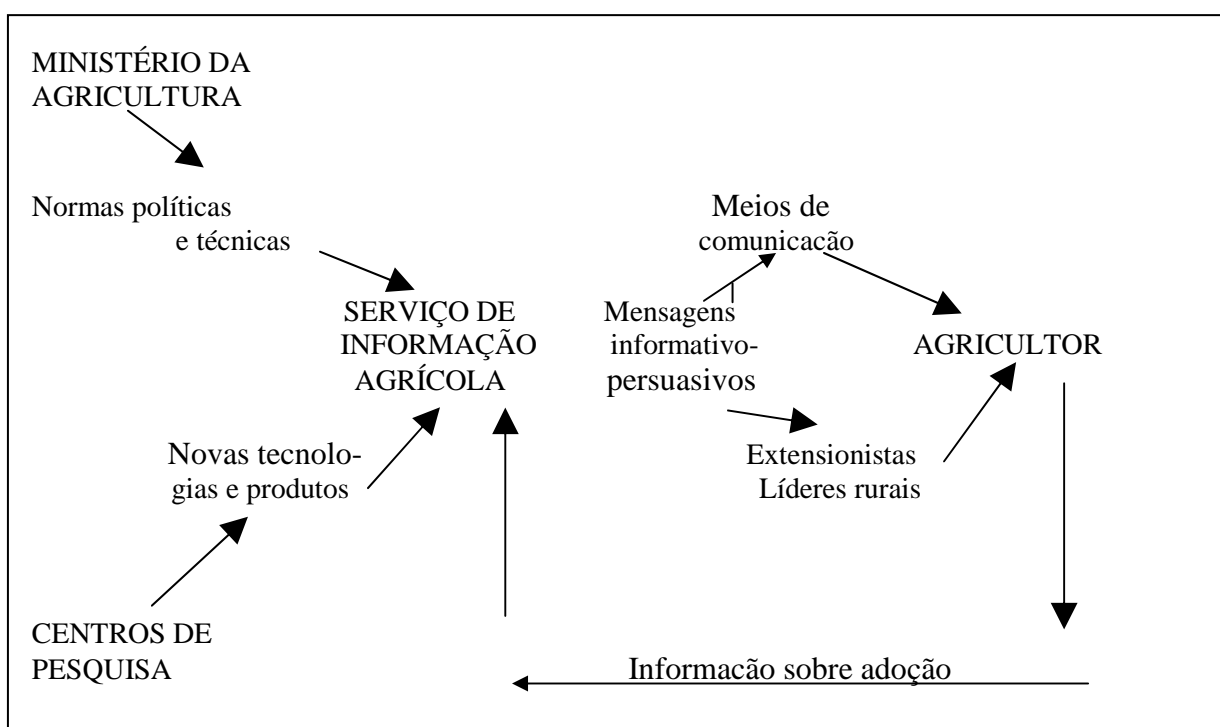 MINISTÉRIO DA
AGRICULTURA
Normas políticas
e técnicas
SERVIÇO DE
INFORMAÇÃO
AGRÍCOLA
Novas tecnolo-
gias e produtos
CENTROS DE
PESQUISA
Meios de
comunicacão
Mensagens
informativo-
persuasivos
Extensionistas
Líderes rurais
AGRICULTOR
Informacão sobre adoção